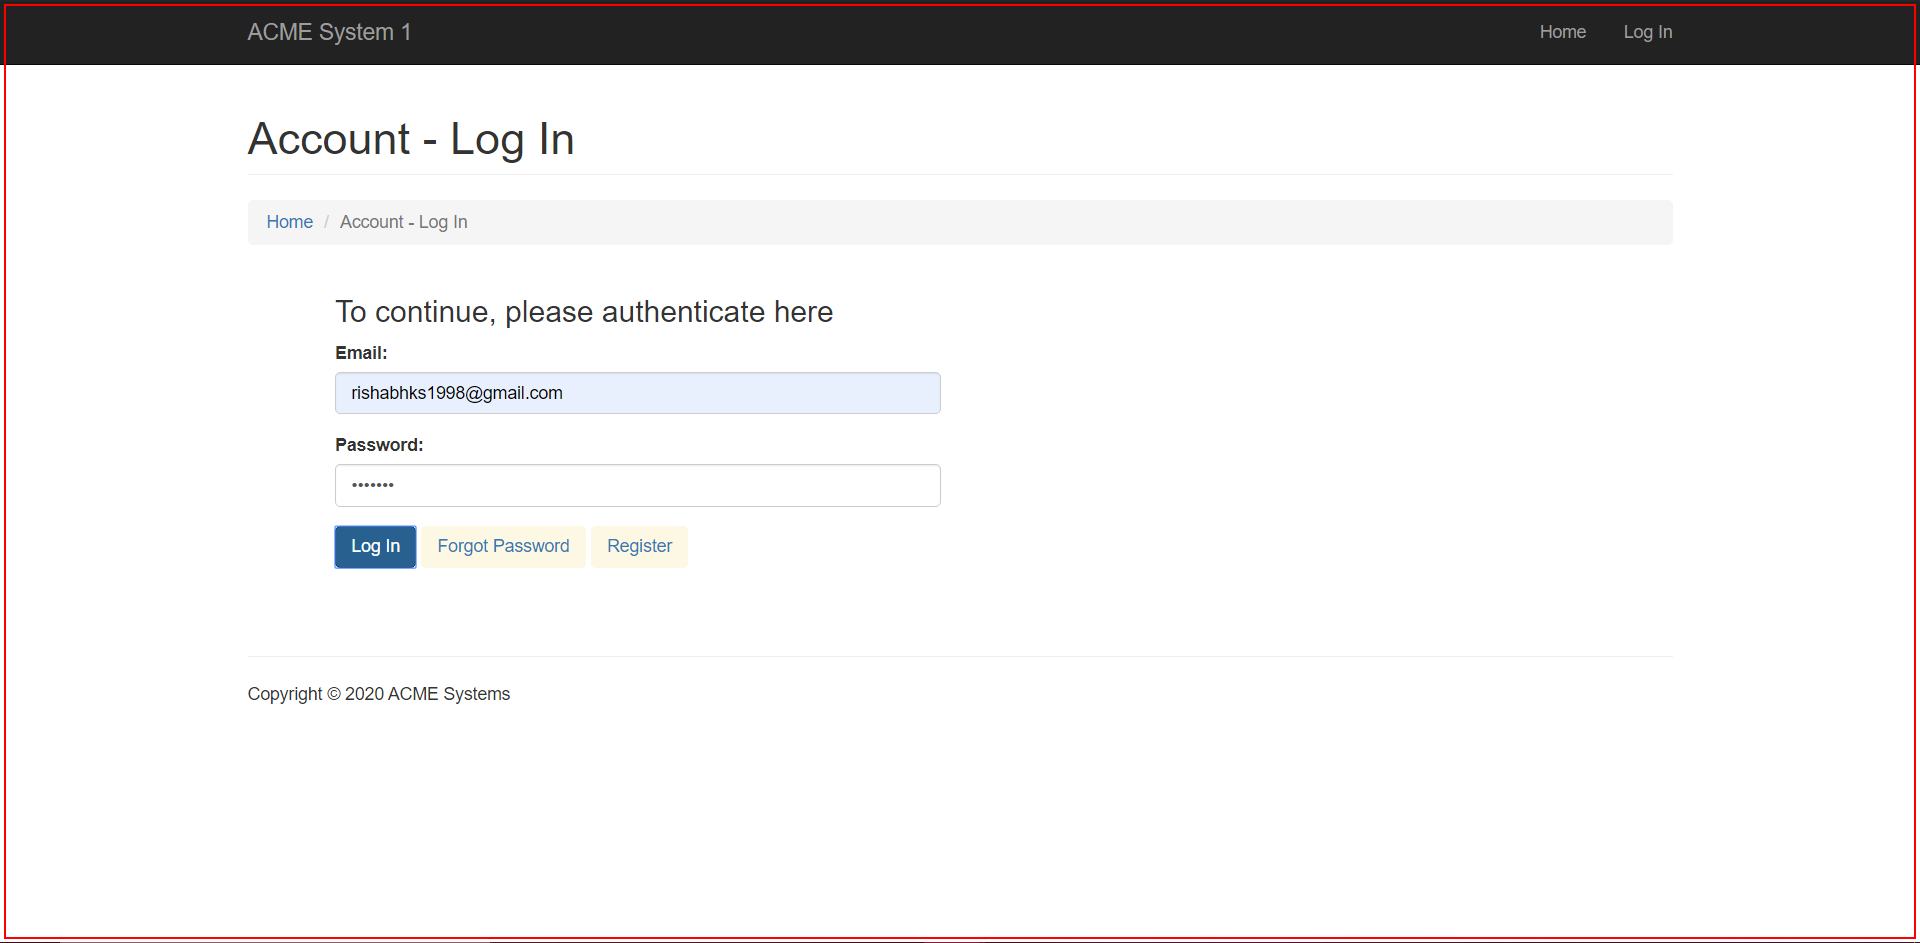 ACME System 1 Home Log In
Account - Log In
Home / Account - Log In
To continue, please authenticate here
Email:
rishabhks1998@gmail.com
Password:
•••••••
Log In Forgot Password Register
Copyright © 2020 ACME Systems